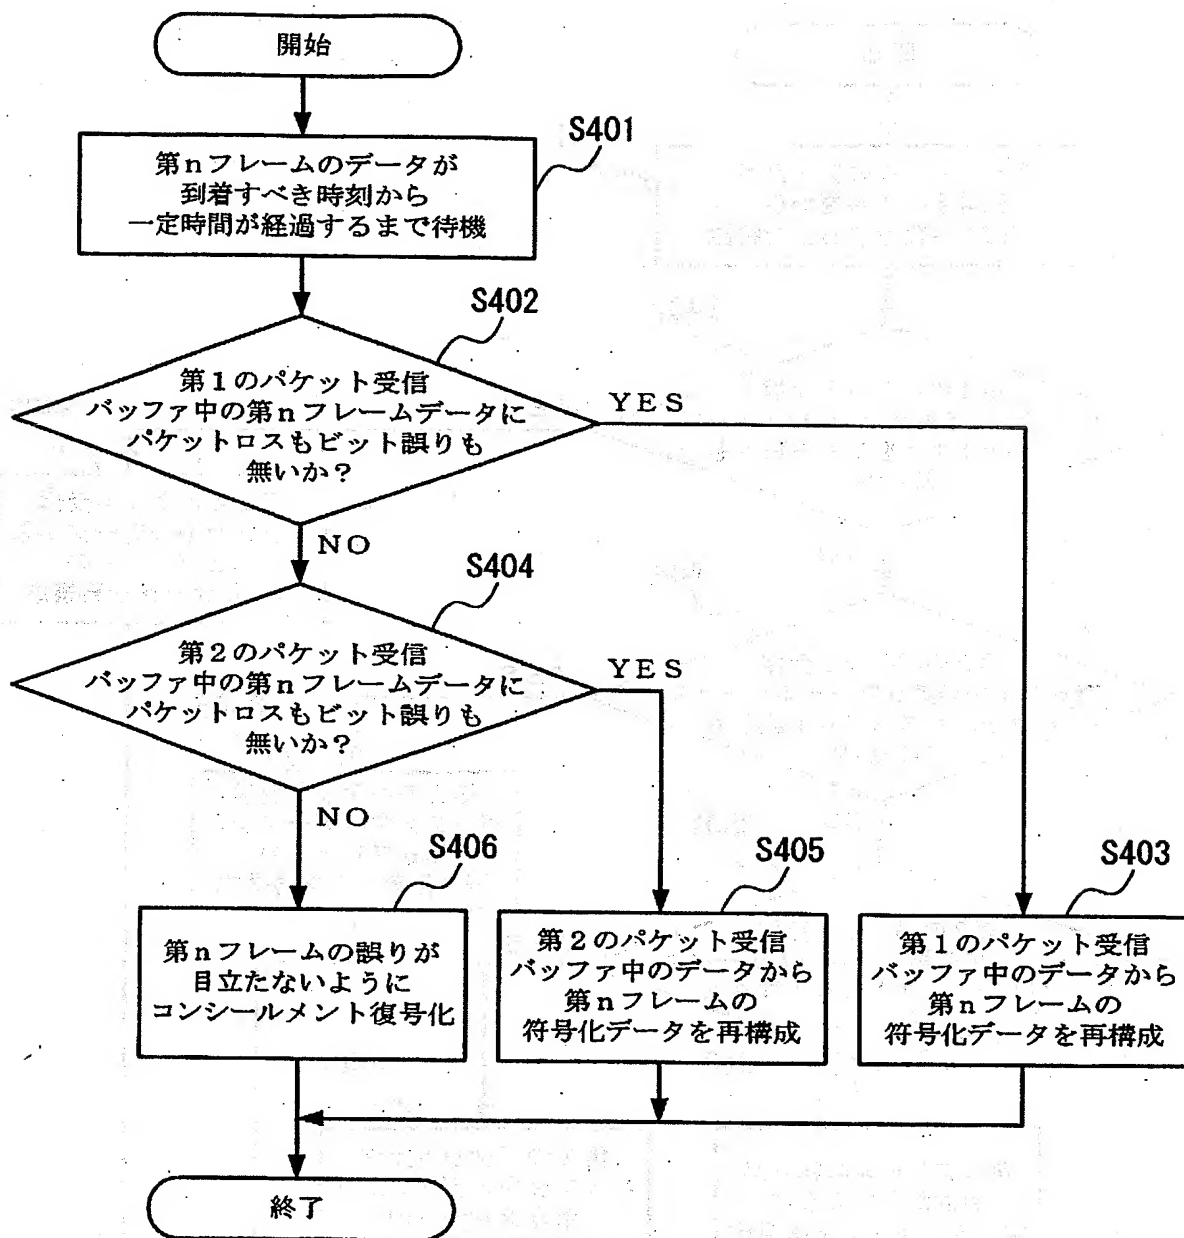 開始
S401
第nフレームのデータが
到着すべき時刻から
一定時間が経過するまで待機
S402
第1のパケット受信
バッファ中の第nフレームデータに
パケットロスもビット誤りも
無いか？
YES
NO
S404
第2のパケット受信
バッファ中の第nフレームデータに
パケットロスもビット誤りも
無いか？
YES
NO
S406
第nフレームの誤りが
目立たないように
コンシールメント復号化
S405
第2のパケット受信
バッファ中のデータから
第nフレームの
符号化データを再構成
S403
第1のパケット受信
バッファ中のデータから
第nフレームの
符号化データを再構成
終了